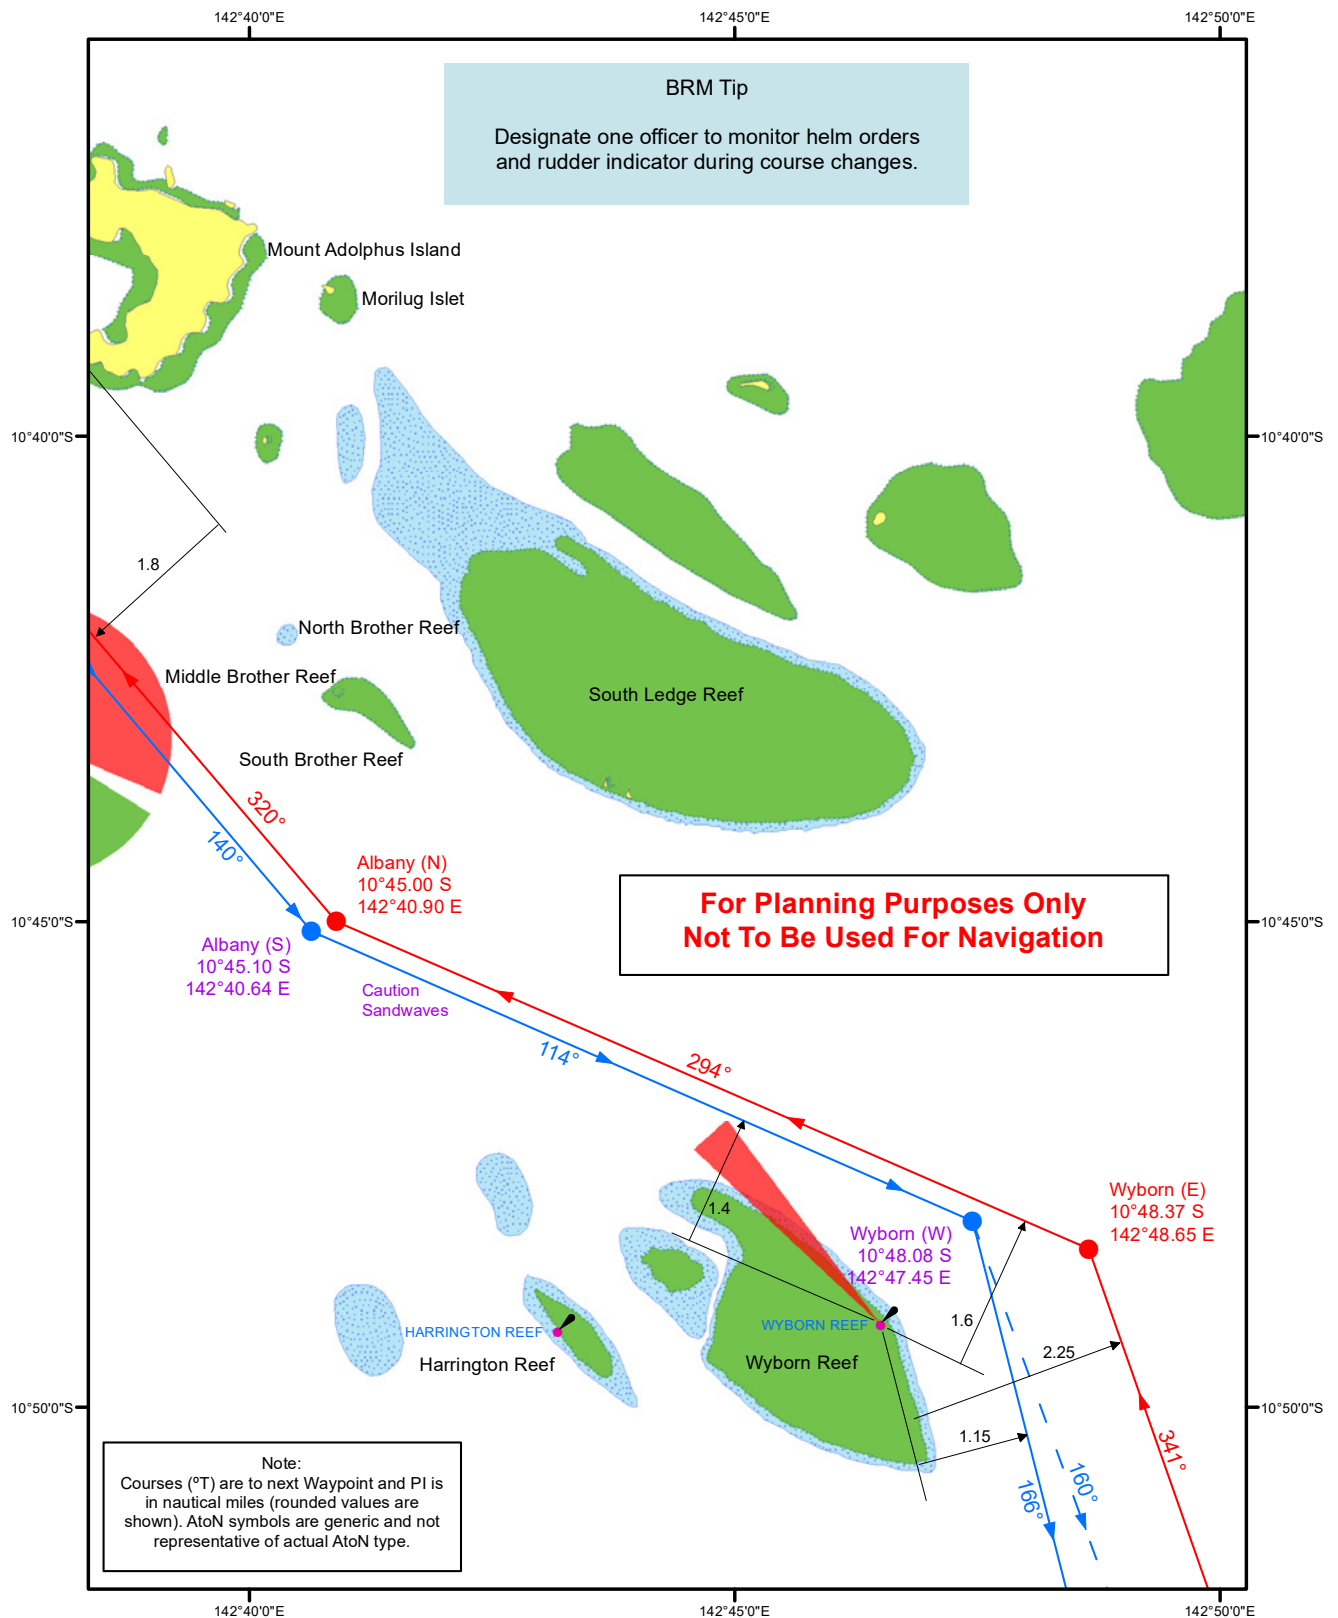 142°40'0"E
142°45'0"E
142°50'0"E
BRM Tip
Designate one officer to monitor helm orders
and rudder indicator during course changes.
Mount Adolphus Island
Morilug Islet
10°40'0"S
10°40'0"S
1.8
North Brother Reef
Middle Brother Reef
South Ledge Reef
South Brother Reef
320°
140°
Albany (N)
10°45.00 S
142°40.90 E
For Planning Purposes Only
Not To Be Used For Navigation
10°45'0"S
10°45'0"S
Albany (S)
10°45.10 S
142°40.64 E
Caution
Sandwaves
114°
294°
1.4
Wyborn (E)
10°48.37 S
142°48.65 E
Wyborn (W)
10°48.08 S
142°47.45 E
1.6
HARRINGTON REEF
WYBORN REEF
Harrington Reef
Wyborn Reef
2.25
10°50'0"S
10°50'0"S
1.15
341°
160°
166°
Note:
Courses (°T) are to next Waypoint and PI is
in nautical miles (rounded values are
shown). AtoN symbols are generic and not
representative of actual AtoN type.
142°40'0"E
142°45'0"E
142°50'0"E